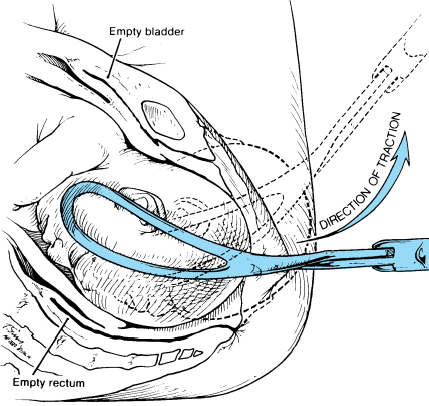 Empty bladder
DIRECTION OF TRACTION
Empty rectum